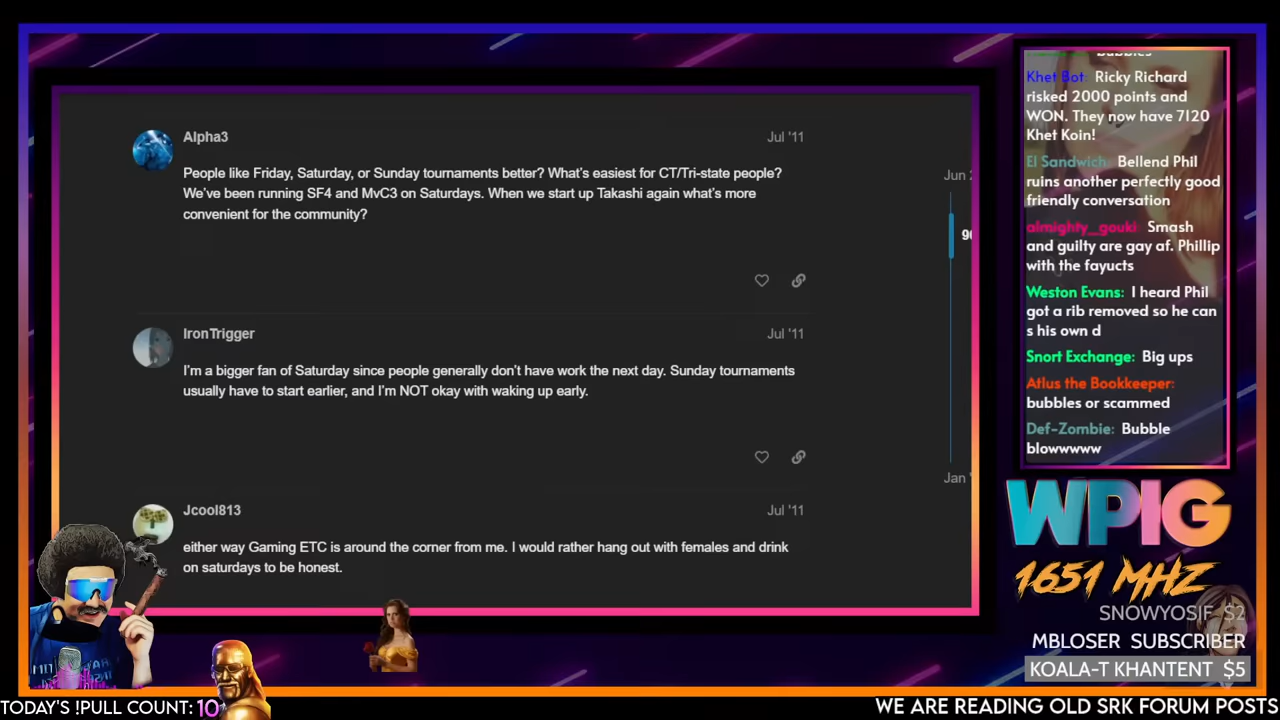 Alpha3
Jul '11
People like Friday, Saturday, or Sunday tournaments better? What's easiest for CT/Tri-state people?
We've been running SF4 and MvC3 on Saturdays. When we start up Takashi again what's more
convenient for the community?
IronTrigger
Jul '11
I'm a bigger fan of Saturday since people generally don't have work the next day. Sunday tournaments
usually have to start earlier, and I'm NOT okay with waking up early.
Jcool813
Jul '11
either way Gaming ETC is around the corner from me. I would rather hang out with females and drink
on saturdays to be honest.
Jun
Jan
bubbles
Khet Bot: Ricky Richard
risked 2000 points and
WON. They now have 7120
Khet Koin!
El Sandwich: Bellend Phil
ruins another perfectly good
friendly conversation
almighty_gouki: Smash
and guilty are gay af. Phillip
with the fayucts
Weston Evans: I heard Phil
got a rib removed so he can
s his own d
Snort Exchange: Big ups
Atlus the Bookkeeper:
bubbles or scammed
Def-Zombie: Bubble
blowwwww
WPIG
1651 MHZ
SNOWYOSIF $2
MBLOSER SUBSCRIBER
KOALA-T KHANTENT $5
TODAY'S !PULL COUNT: 10
WE ARE READING OLD SRK FORUM POSTS